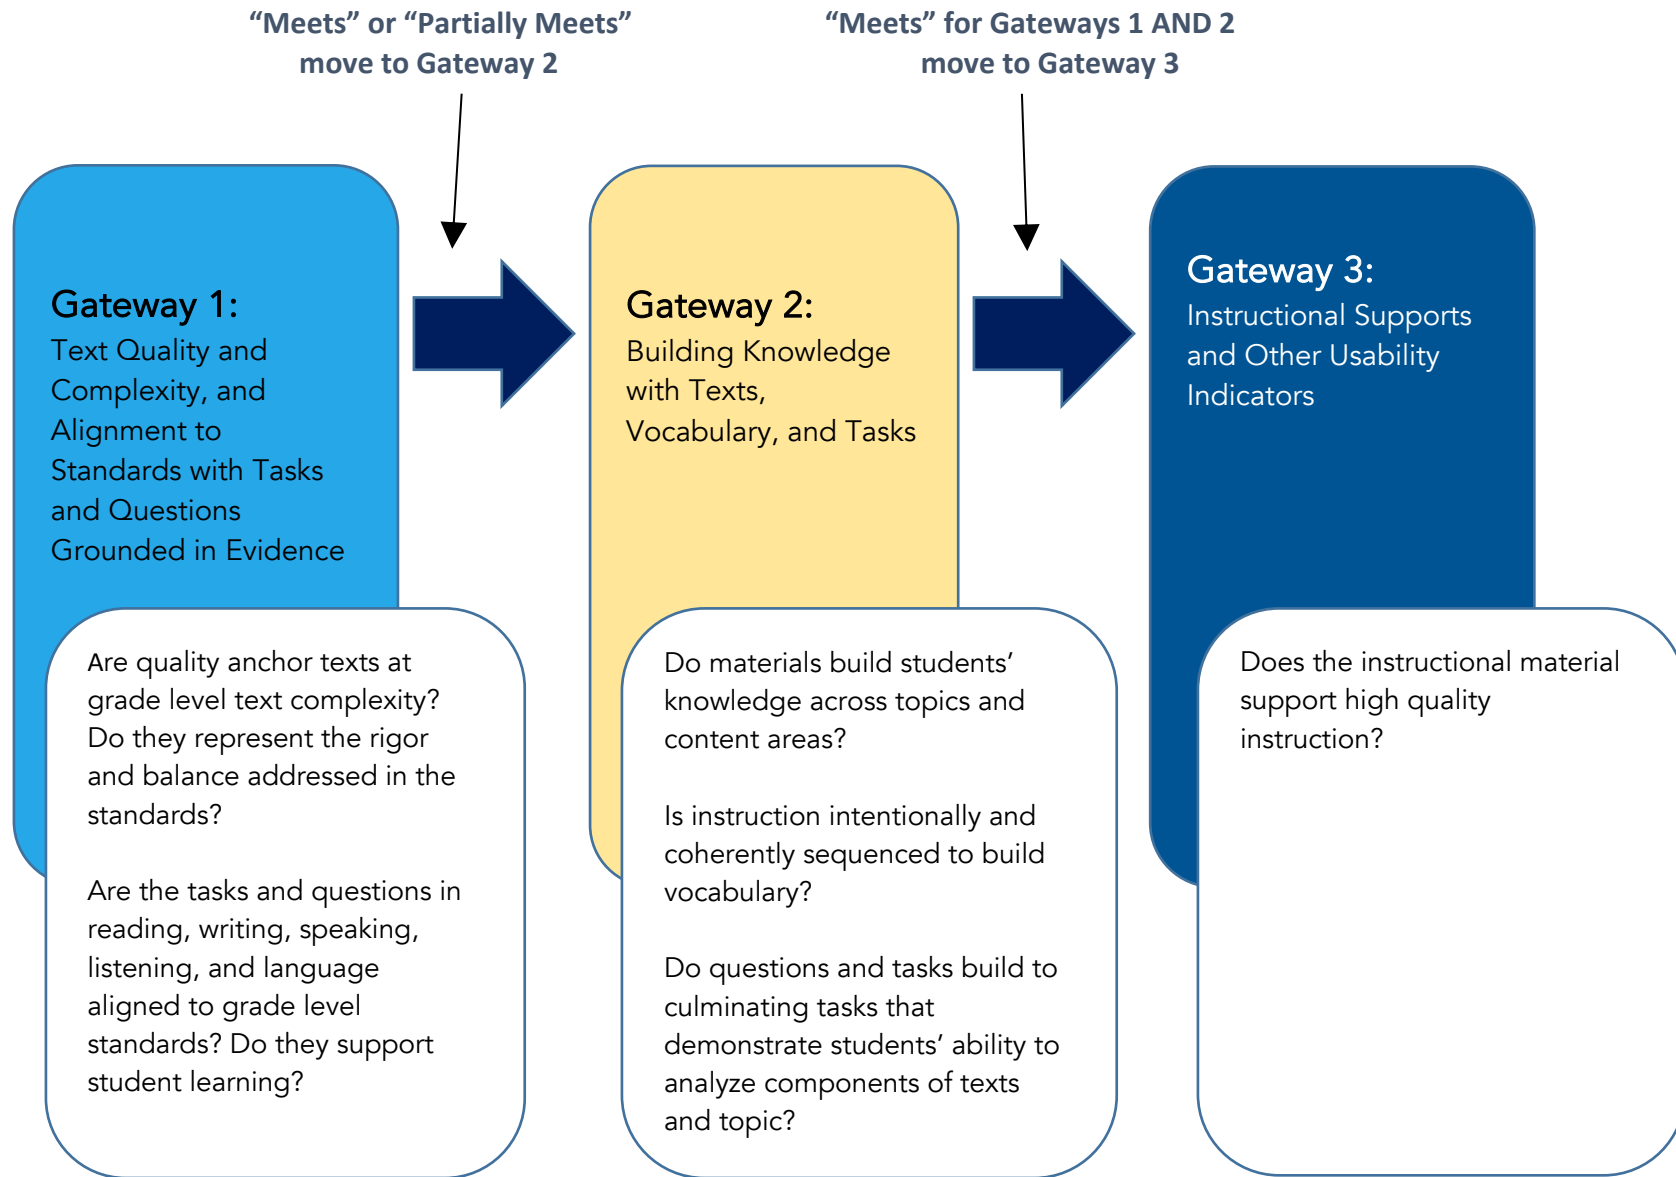 “Meets” or “Partially Meets”
move to Gateway 2
“Meets” for Gateways 1 AND 2
move to Gateway 3
Gateway 1:
Text Quality and
Complexity, and
Alignment to
Standards with Tasks
and Questions
Grounded in Evidence
Are quality anchor texts at
grade level text complexity?
Do they represent the rigor
and balance addressed in the
standards?
Are the tasks and questions in
reading, writing, speaking,
listening, and language
aligned to grade level
standards? Do they support
student learning?
Gateway 2:
Building Knowledge
with Texts,
Vocabulary, and Tasks
Do materials build students’
knowledge across topics and
content areas?
Is instruction intentionally and
coherently sequenced to build
vocabulary?
Do questions and tasks build to
culminating tasks that
demonstrate students’ ability to
analyze components of texts
and topic?
Gateway 3:
Instructional Supports
and Other Usability
Indicators
Does the instructional material
support high quality
instruction?